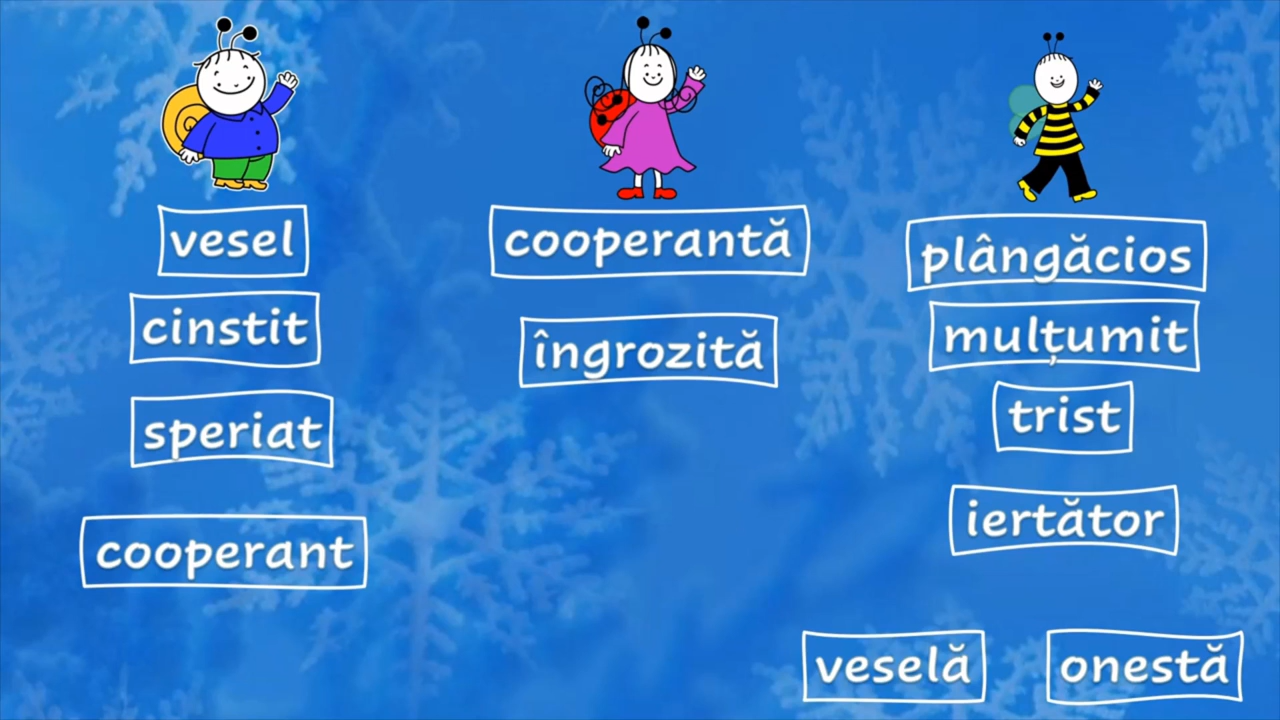 vesel
cinstit
speriat
cooperant
cooperantă
îngrozită
plângăcios
mulțumit
trist
iertător
veselă
onestă